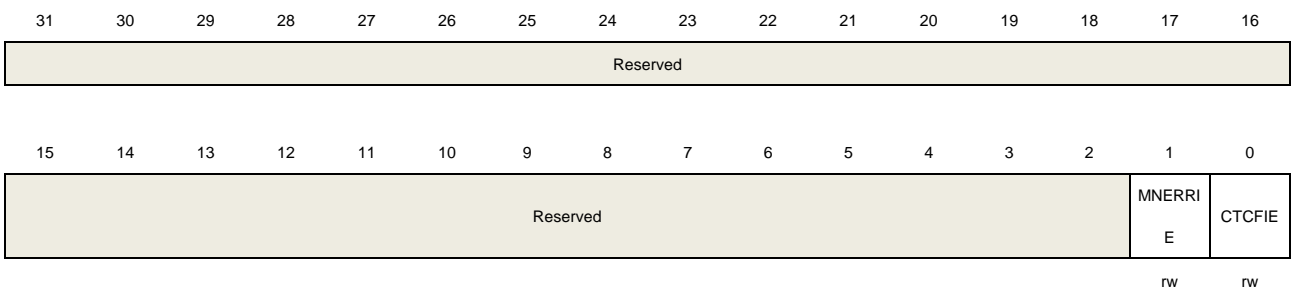 31 30 29 28 27 26 25 24 23 22 21 20 19 18 17 16
Reserved
15 14 13 12 11 10 9 8 7 6 5 4 3 2 1 0
Reserved
MNERRI
E
CTCFIE
rw rw